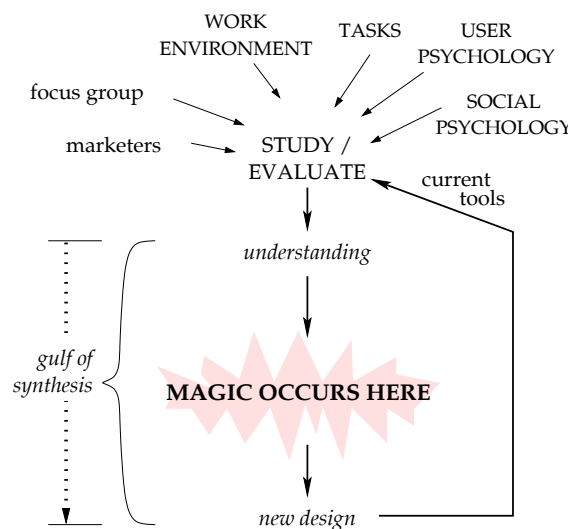 WORK
ENVIRONMENT
TASKS
USER
PSYCHOLOGY
focus group
SOCIAL
PSYCHOLOGY
marketers
STUDY /
EVALUATE
current
tools
understanding
gulf of
synthesis
MAGIC OCCURS HERE
new design